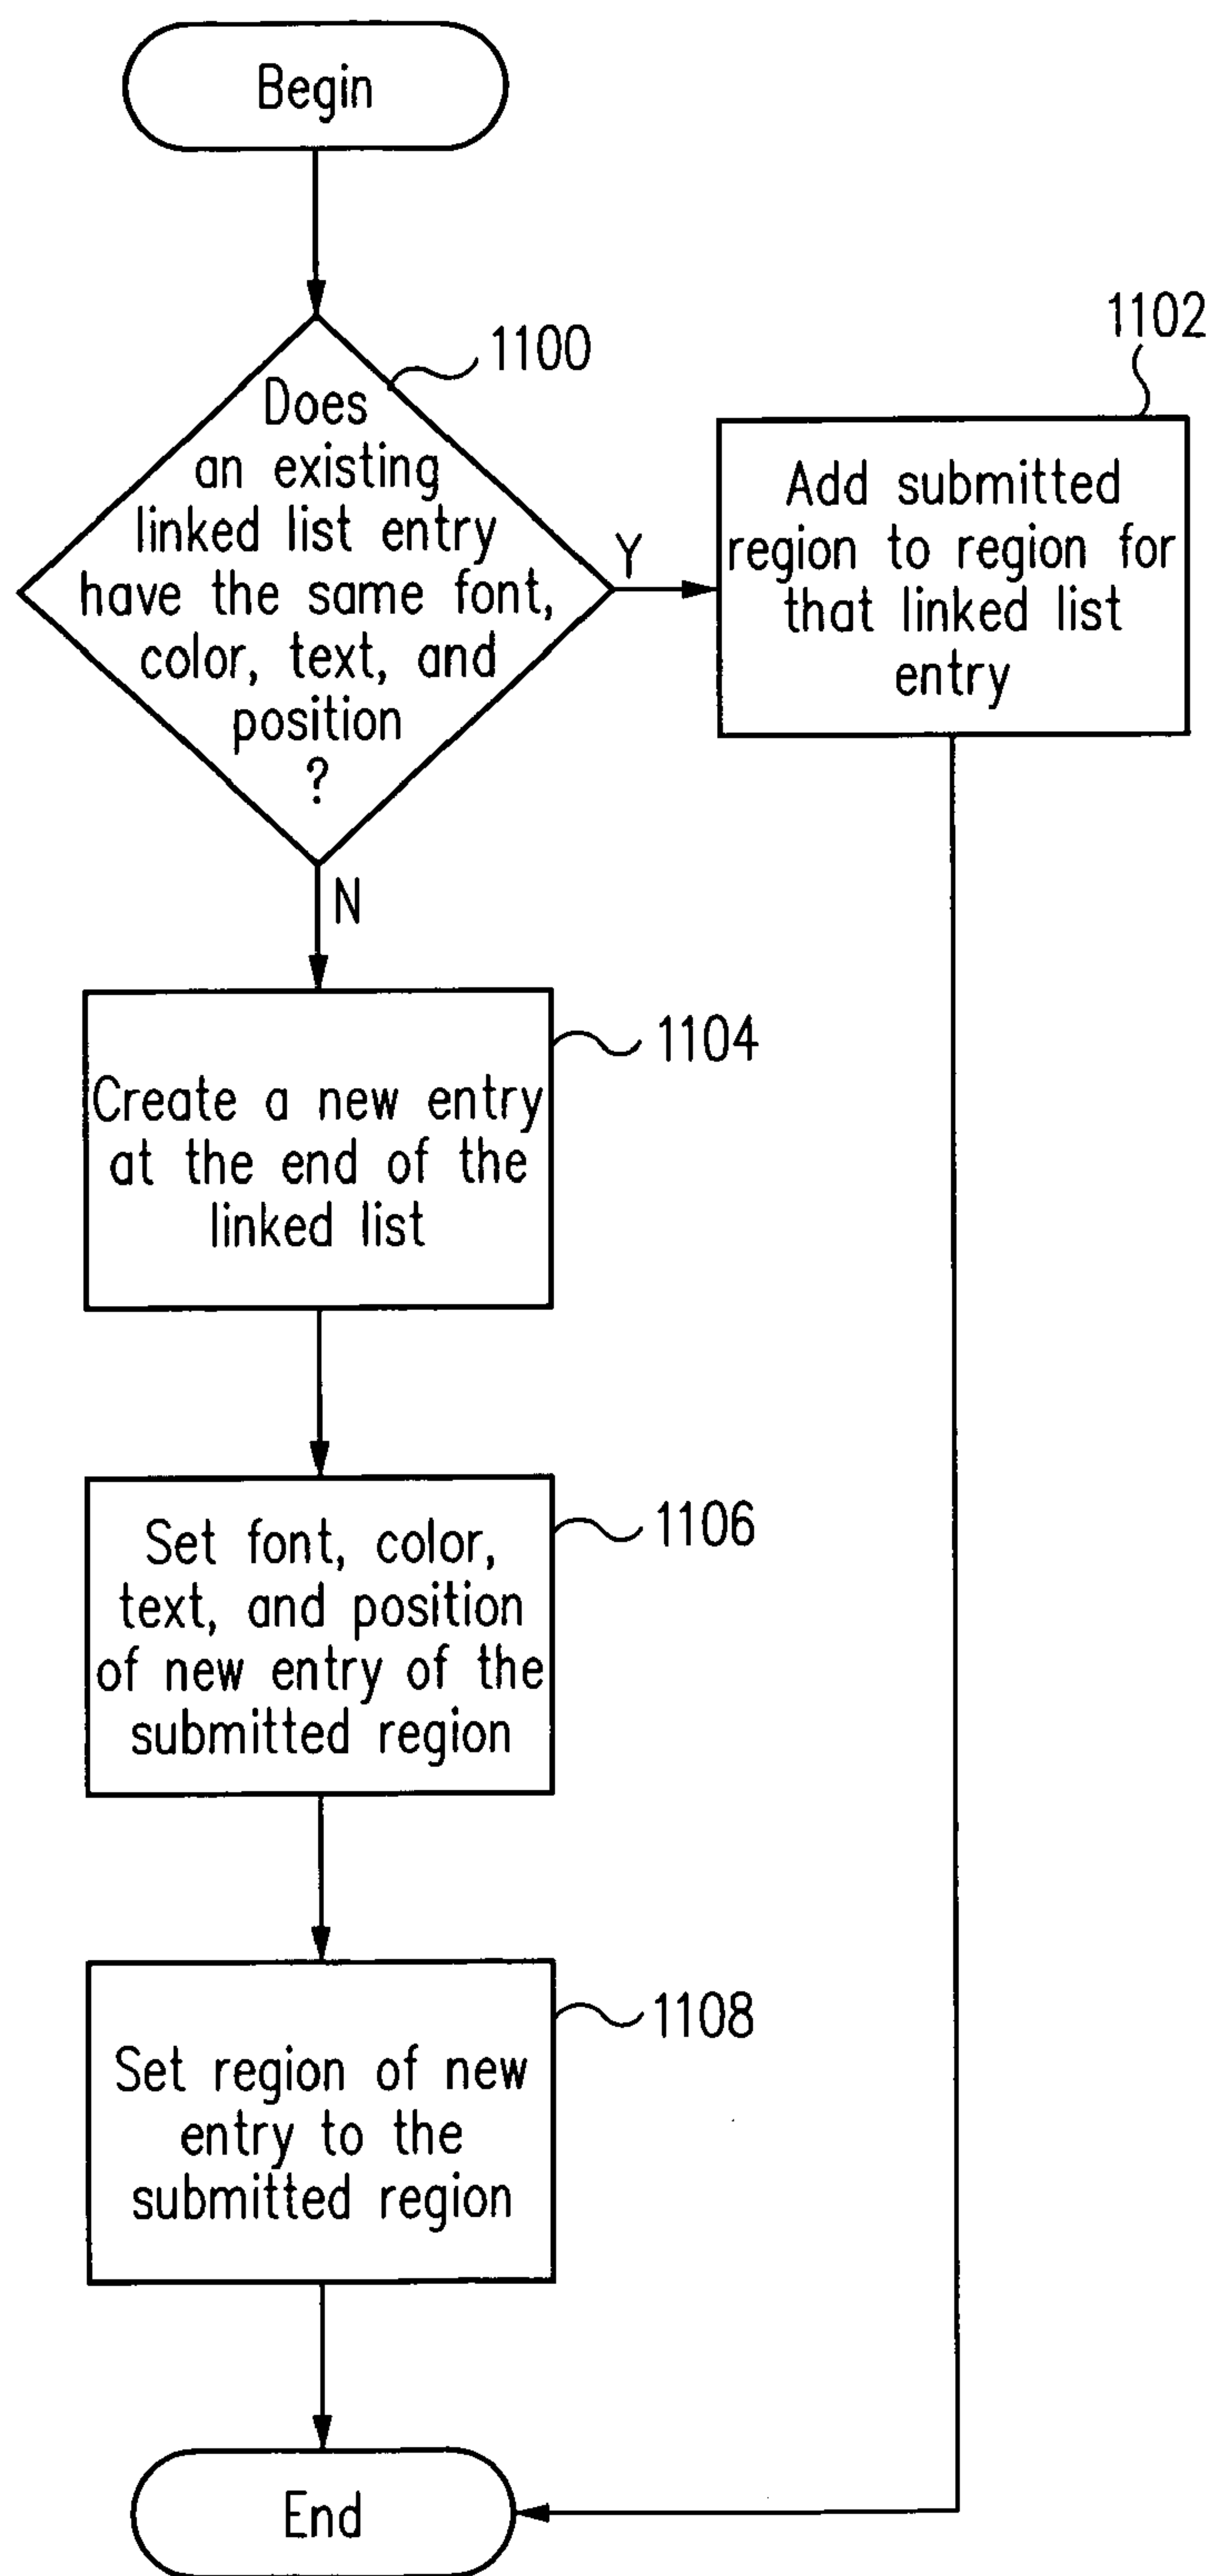 Begin
1100
Does
an existing
linked list entry
have the same font,
color, text, and
position
?
Y
N
1102
Add submitted
region to region for
that linked list
entry
1104
Create a new entry
at the end of the
linked list
1106
Set font, color,
text, and position
of new entry of the
submitted region
1108
Set region of new
entry to the
submitted region
End